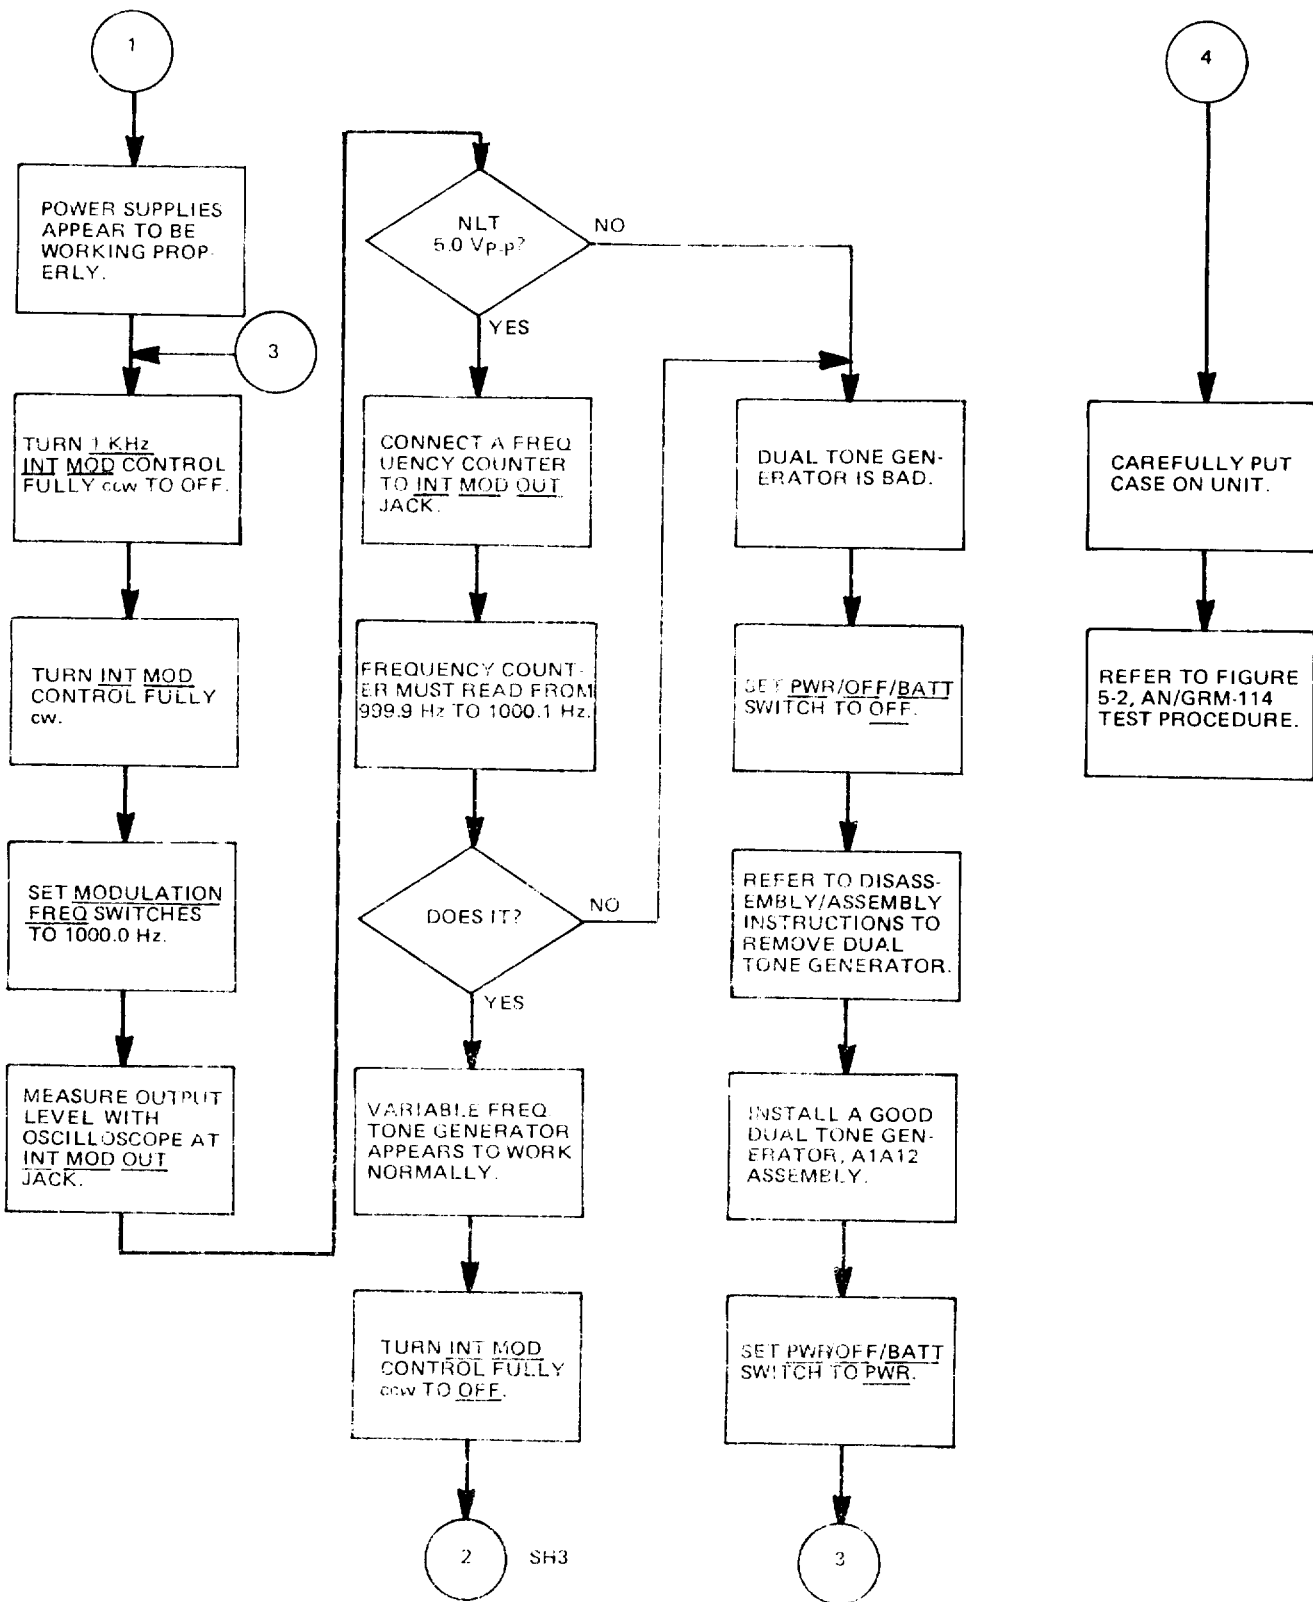 1
POWER SUPPLIES
APPEAR TO BE
WORKING PROP-
ERLY.
3
TURN 1 KHz
INT MOD CONTROL
FULLY ccw TO OFF.
TURN INT MOD
CONTROL FULLY
cw.
SET MODULATION
FREQ SWITCHES
TO 1000.0 Hz.
MEASURE OUTPUT
LEVEL WITH
OSCILLOSCOPE AT
INT MOD OUT
JACK.
NLT
5.0 Vp-p?
NO
YES
CONNECT A FREQ
UENCY COUNTER
TO INT MOD OUT
JACK.
FREQUENCY COUNT-
ER MUST READ FROM
999.9 Hz TO 1000.1 Hz.
DOES IT?
NO
YES
VARIABLE FREQ
TONE GENERATOR
APPEARS TO WORK
NORMALLY.
TURN INT MOD
CONTROL FULLY
ccw TO OFF.
2
SH3
DUAL TONE GEN-
ERATOR IS BAD.
SET PWR/OFF/BATT
SWITCH TO OFF.
REFER TO DISASS-
EMBLY/ASSEMBLY
INSTRUCTIONS TO
REMOVE DUAL
TONE GENERATOR.
INSTALL A GOOD
DUAL TONE GEN-
ERATOR, A1A12
ASSEMBLY.
SET PWR/OFF/BATT
SWITCH TO PWR.
3
4
CAREFULLY PUT
CASE ON UNIT.
REFER TO FIGURE
5-2, AN/GRM-114
TEST PROCEDURE.